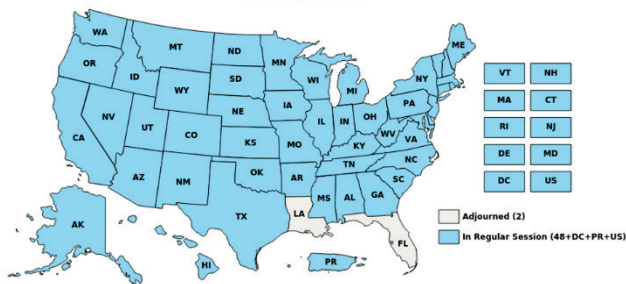 WA
MT
ND
MN
ME
OR
ID
SD
WI
MI
NY
WY
VT NH
IA
NE
PA
MA CT
NV
UT
CO
IL
IN
OH
CA
KS
MO
WV
VA
RI NJ
KY
NC
TN
DE MD
AZ
NM
OK
AR
SC
DC US
MS
AL
GA
TX
LA
Adjourned (2)
AK
FL
In Regular Session (48+DC+PR+US)
HI
PR